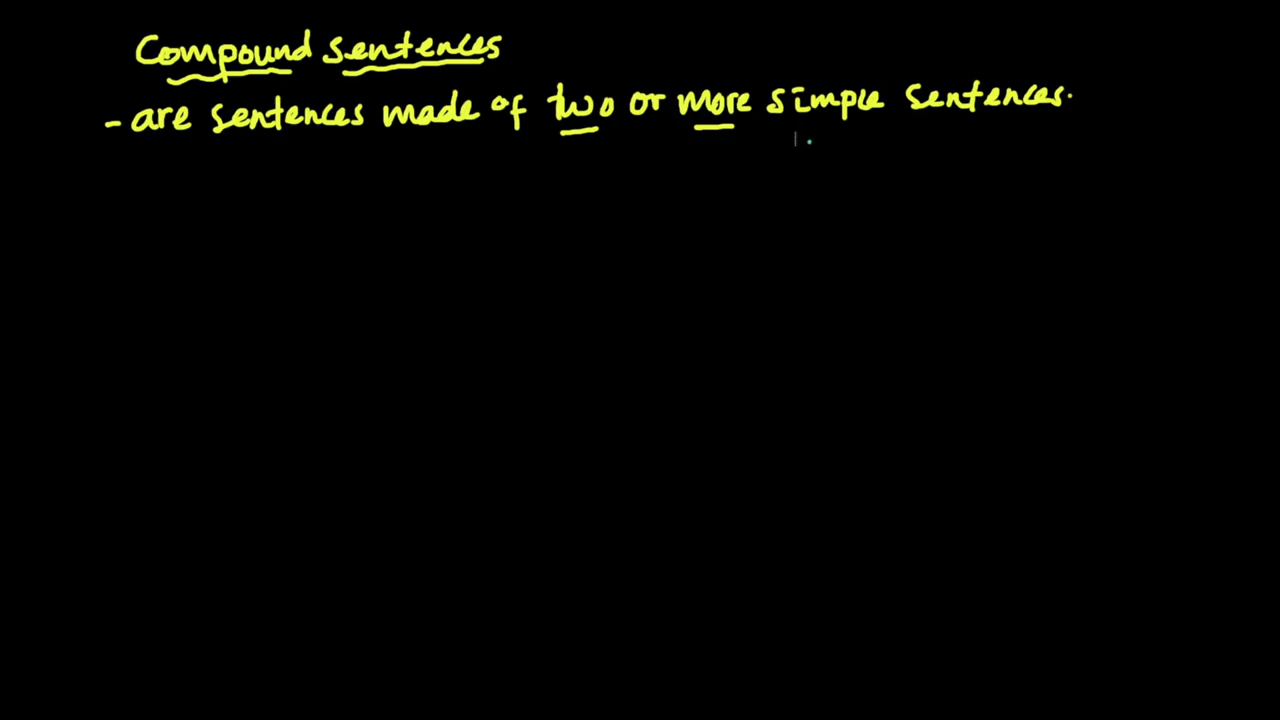 Compound sentences
- are sentences made of two or more simple sentences.